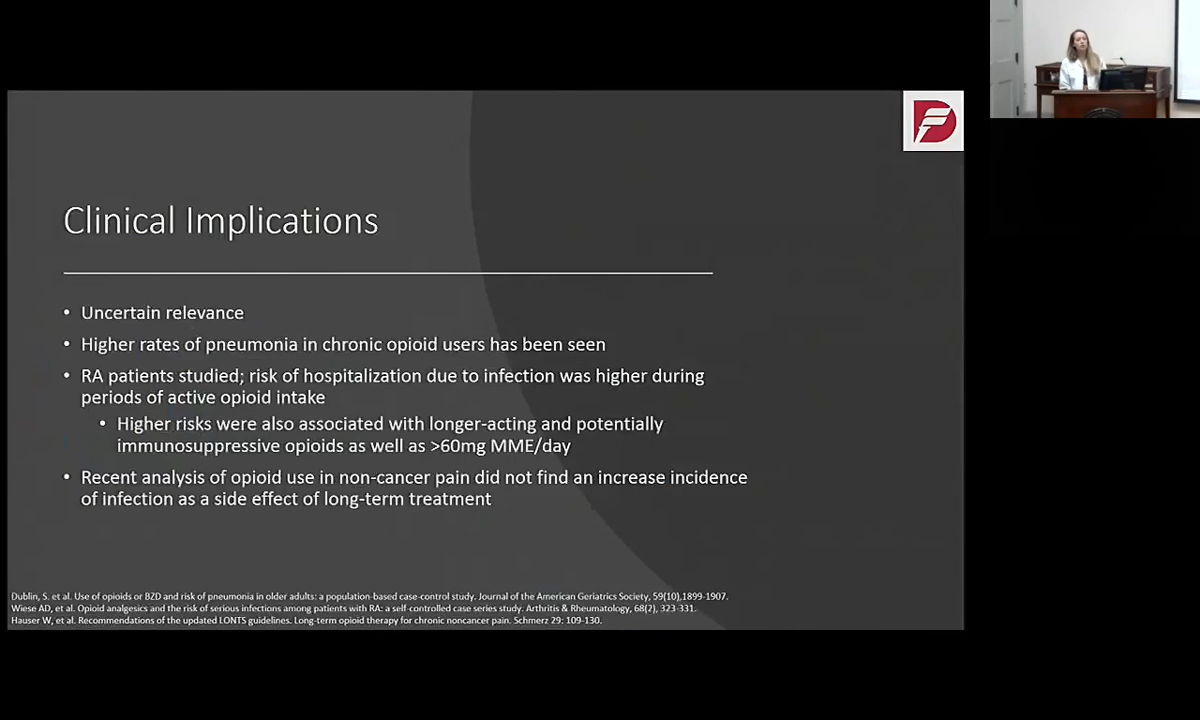 Clinical Implications
• Uncertain relevance
• Higher rates of pneumonia in chronic opioid users has been seen
• RA patients studied; risk of hospitalization due to infection was higher during
periods of active opioid intake
• Higher risks were also associated with longer-acting and potentially
immunosuppressive opioids as well as >60mg MME/day
• Recent analysis of opioid use in non-cancer pain did not find an increase incidence
of infection as a side effect of long-term treatment
Dublin, S. et al. Use of opioids or BZD and risk of pneumonia in older adults: a population-based case-control study. Journal of the American Geriatrics Society, 59(10),1899-1907.
Wiese AD, et al. Opioid analgesics and the risk of serious infections among patients with RA: a self-controlled case series study. Arthritis & Rheumatology, 68(2), 323-331.
Hauser W, et al. Recommendations of the updated LONTS guidelines. Long-term opioid therapy for chronic noncancer pain. Schmerz 29: 109-130.